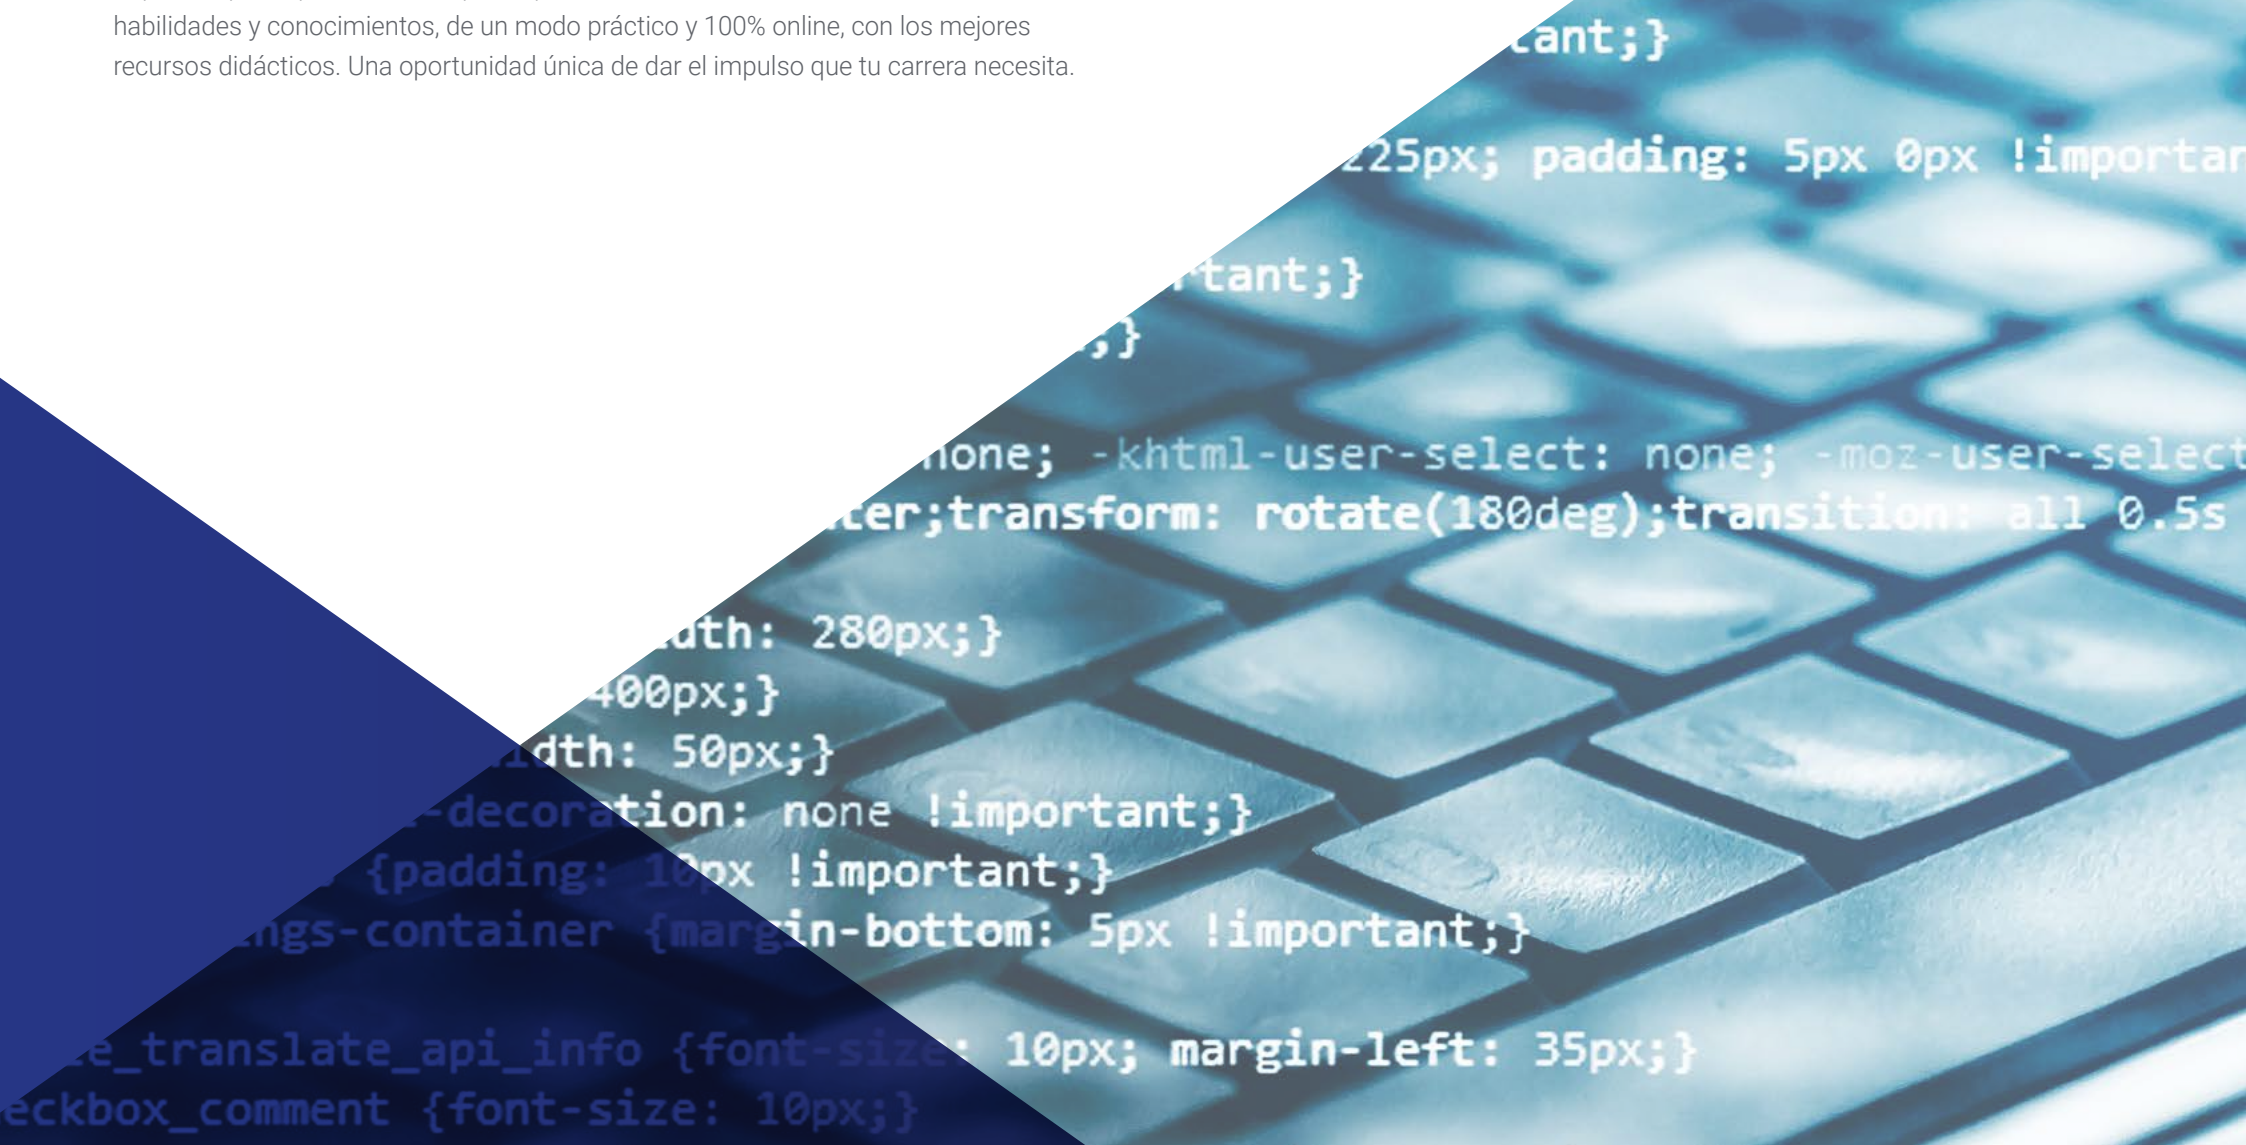 habilidades y conocimientos, de un modo práctico y 100% online, con los mejores
recursos didácticos. Una oportunidad única de dar el impulso que tu carrera necesita.
tant;}
225px; padding: 5px 0px !importan
rtant;}
;}
none; -khtml-user-select: none; -moz-user-select
ter;transform: rotate(180deg);transition: all 0.5s
dth: 280px;}
400px;}
idth: 50px;}
-decoration: none !important;}
{padding: 10px !important;}
ngs-container {margin-bottom: 5px !important;}
e_translate_api_info {font-size: 10px; margin-left: 35px;}
eckbox_comment {font-size: 10px;}